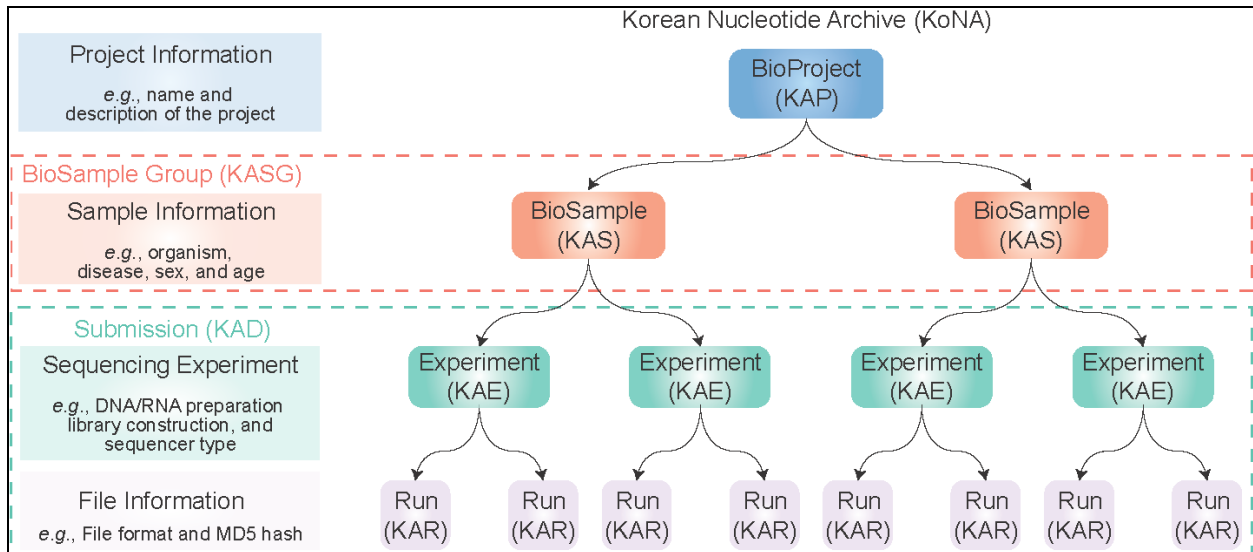 Korean Nucleotide Archive (KoNA)
Project Information
e.g., name and
description of the project
BioProject
(KAP)
BioSample Group (KASG)
Sample Information
e.g., organism,
disease, sex, and age
BioSample
(KAS)
BioSample
(KAS)
Submission (KAD)
Sequencing Experiment
e.g., DNA/RNA preparation
library construction, and
sequencer type
Experiment
(KAE)
Experiment
(KAE)
Experiment
(KAE)
Experiment
(KAE)
File Information
e.g., File format and MD5 hash
Run
(KAR)
Run
(KAR)
Run
(KAR)
Run
(KAR)
Run
(KAR)
Run
(KAR)
Run
(KAR)
Run
(KAR)